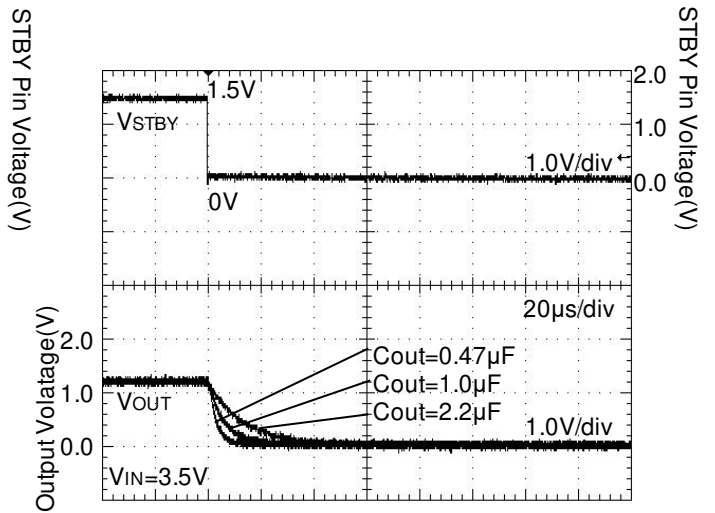 STBY Pin Voltage(V)
STBY Pin Voltage(V)
1.5V
2.0
VSTBY
1.0
1.0V/div
0V
0.0
20µs/div
Output Volatage(V)
2.0
Cout=0.47µF
1.0
Cout=1.0µF
VOUT
Cout=2.2µF
1.0V/div
0.0
VIN=3.5V